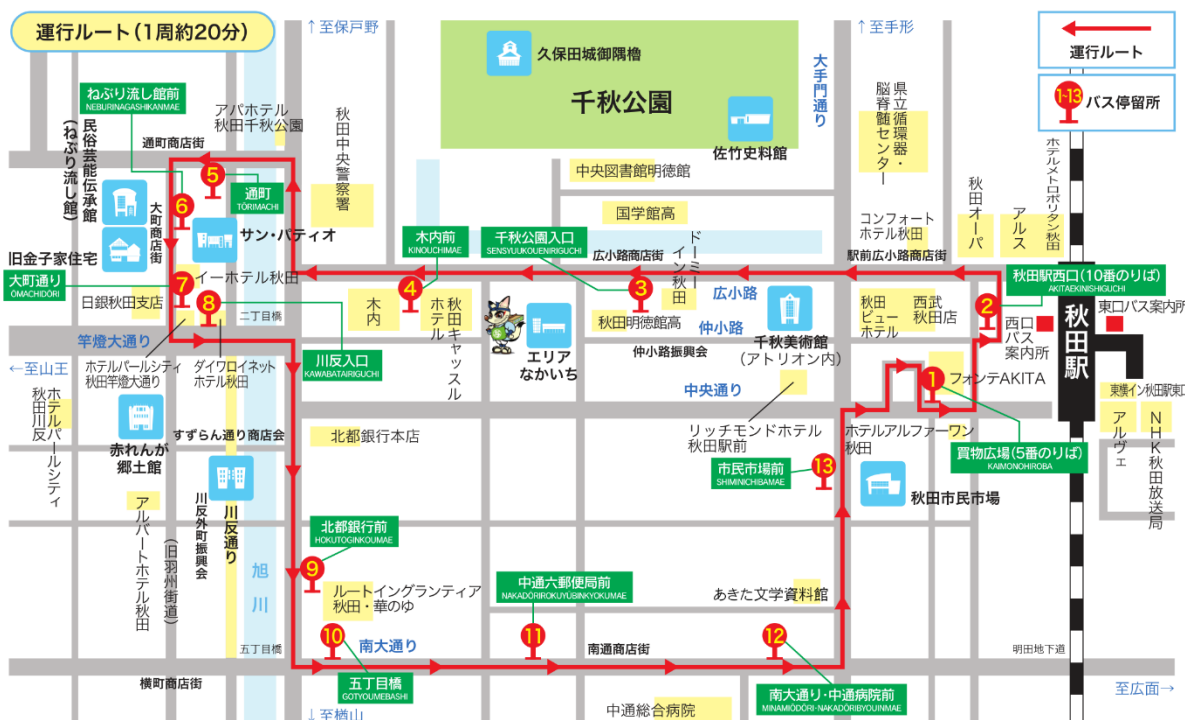 運行ルート（1周約20分）
↑至保戸野
↑至手形
運行ルート
1~13
バス停留所
久保田城御隅櫓
千秋公園
佐竹史料館
大手門通り
県立循環器・
脳脊髄センター
ホテルメトロポリタン秋田
ねぶり流し館前
NEBURINAGASHIKANMAE
アパホテル
秋田千秋公園
秋田中央警察署
通町商店街
民俗芸能伝承館
（ねぶり流し館）
5
通町
TŌRIMACHI
6
大町商店街
サン・パティオ
旧金子家住宅
中央図書館明徳館
国学館高
コンフォート
ホテル秋田
秋田オーパ
アルス
木内前
KINOUCHIMAE
千秋公園入口
SENSYUUKOUENIRIGUCHI
広小路商店街
ドーミー
イン秋田
駅前広小路商店街
秋田駅西口（10番のりば）
AKITAEKINISHIGUCHI
大町通り
OMACHIDORI
7
イーホテル秋田
日銀秋田支店
8
二丁目橋
木内
4
秋田キャッスル
ホテル
エリア
なかいち
3
秋田明徳館高
広小路
仲小路
仲小路振興会
千秋美術館
（アトリオン内）
秋田
ビュー
ホテル
西武
秋田店
2
西口
バス
案内所
秋田駅
東口バス案内所
竿燈大通り
←至山王
ホテルパールシティ
秋田竿燈大通り
ダイワロイネット
ホテル秋田
川反入口
KAWABATAIRIGUCHI
中央通り
1
フォンテAKITA
東横イン秋田駅東口
ホテルパールシティ
秋田川反
赤れんが
郷土館
すずらん通り商店会
北都銀行本店
リッチモンドホテル
秋田駅前
ホテルアルファーワン
秋田
買物広場（5番のりば）
KAIMONOHIROBA
アルヴェ
NHK秋田放送局
市民市場前
SHIMINICHIBAMAE
13
秋田市民市場
アルバートホテル秋田
（旧羽州街道）
川反外町振興会
川反通り
旭川
北都銀行前
HOKUTOGINKOUMAE
9
ルートイングランティア
秋田・華のゆ
中通六郵便局前
NAKADŌRIROKUYŪBINKYOKUMAE
あきた文学資料館
10
南大通り
11
南通商店街
12
明田地下道
五丁目橋
横町商店街
五丁目橋
GOTYOUMEBASHI
↓至楢山
中通総合病院
南大通り・中通病院前
MINAMIŌDŌRI・NAKADŌRIBYOUINMAE
至広面→